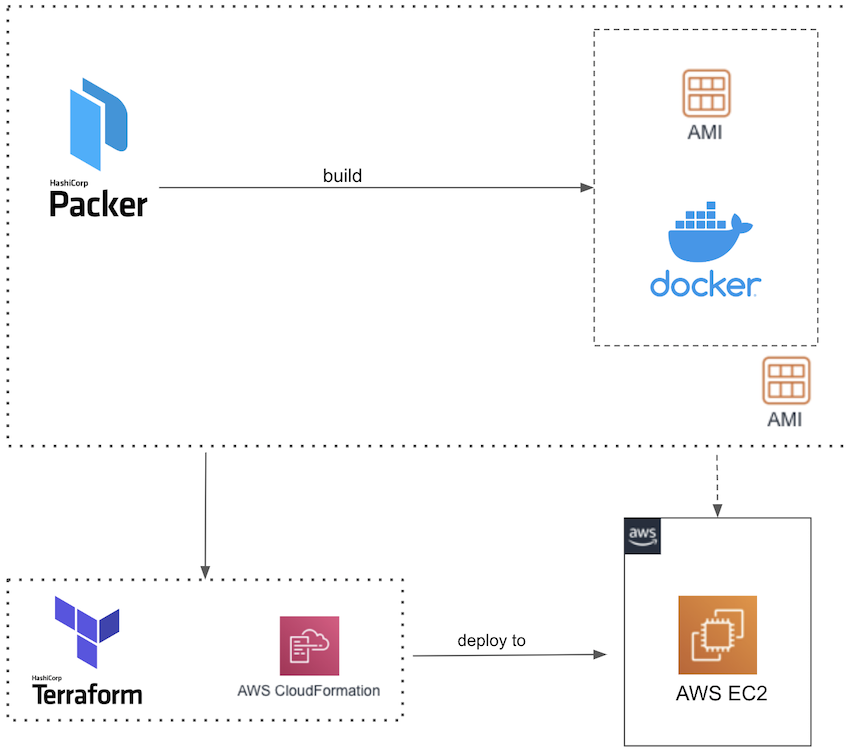 AMI
build
HashiCorp
Packer
docker
AMI
aws
deploy to
HashiCorp
Terraform
AWS CloudFormation
AWS EC2